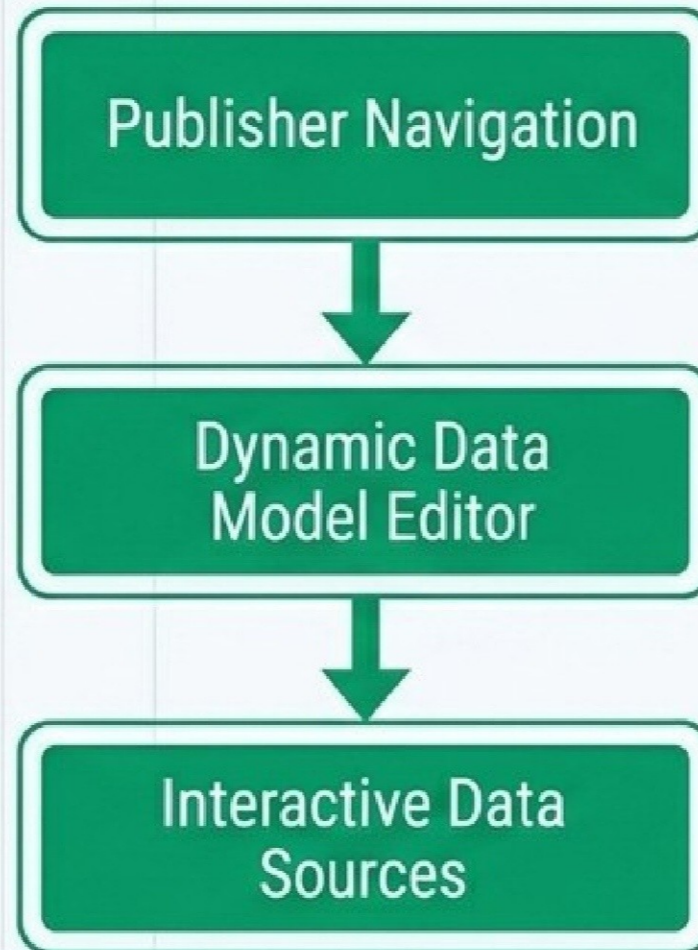 Publisher Navigation
Dynamic Data
Model Editor
Interactive Data
Sources